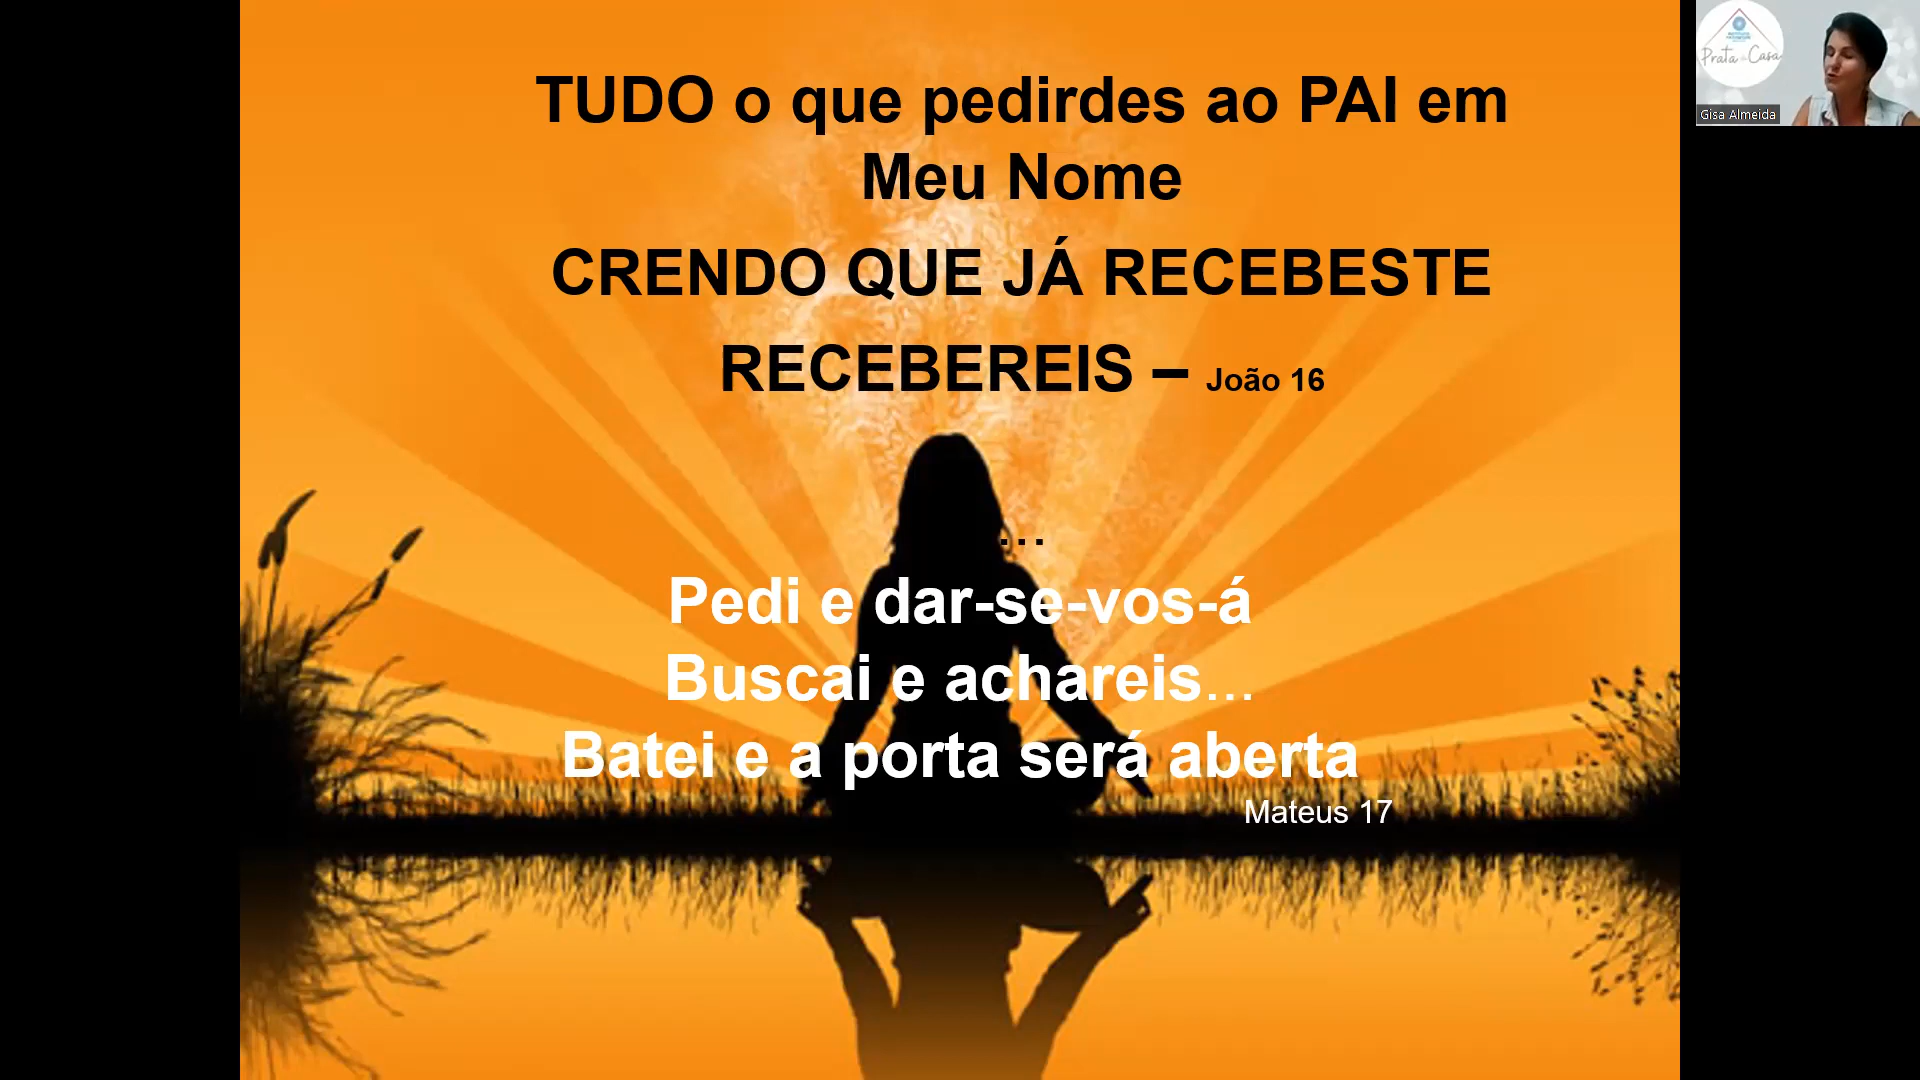 TUDO o que pedirdes ao PAI em
Meu Nome
CRENDO QUE JÁ RECEBESTE
RECEBEREIS – João 16
...
Pedi e dar-se-vos-á
Buscai e achareis...
Batei e a porta será aberta
Mateus 17
Prata da Casa
Gisa Almeida